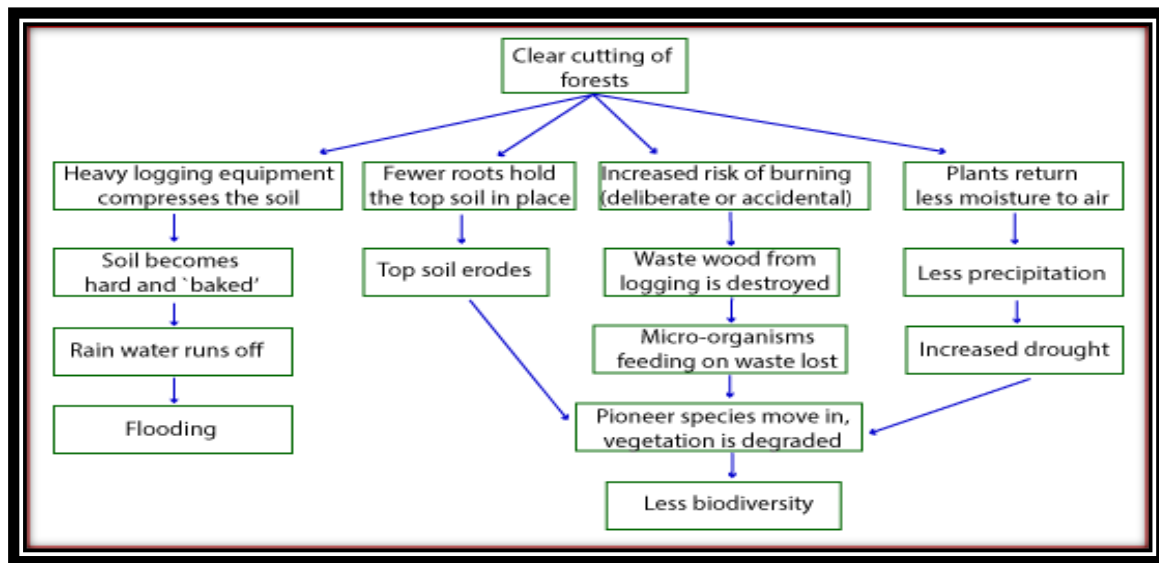 Clear cutting of
forests
Heavy logging equipment
compresses the soil
Fewer roots hold
the top soil in place
Increased risk of burning
(deliberate or accidental)
Plants return
less moisture to air
Soil becomes
hard and `baked’
Top soil erodes
Waste wood from
logging is destroyed
Less precipitation
Rain water runs off
Micro-organisms
feeding on waste lost
Increased drought
Flooding
Pioneer species move in,
vegetation is degraded
Less biodiversity